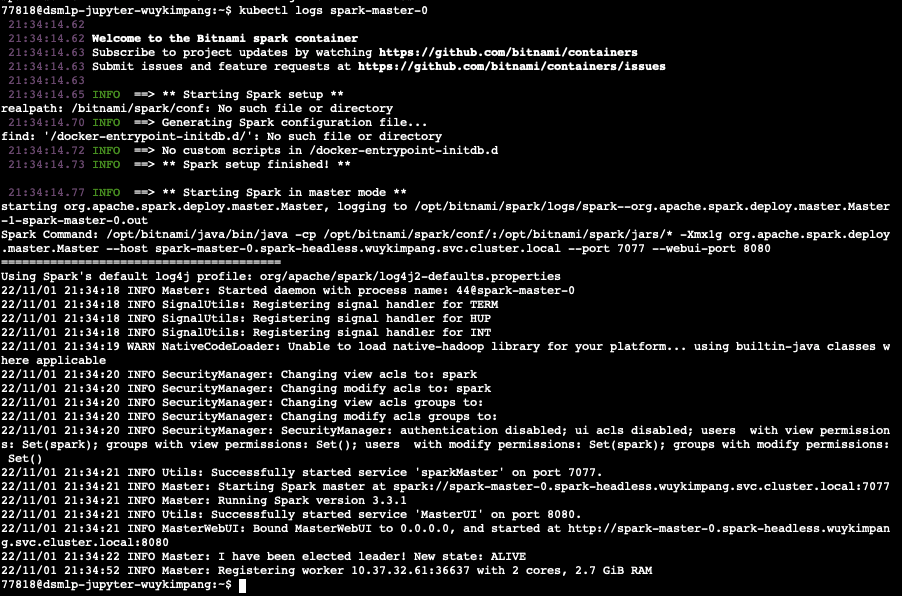 77818@dsmlp-jupyter-wuykimpang:~$ kubectl logs spark-master-0
21:34:14.62
21:34:14.62 Welcome to the Bitnami spark container
21:34:14.63 Subscribe to project updates by watching https://github.com/bitnami/containers
21:34:14.63 Submit issues and feature requests at https://github.com/bitnami/containers/issues
21:34:14.63
21:34:14.65 INFO  ==> ** Starting Spark setup **
realpath: /bitnami/spark/conf: No such file or directory
21:34:14.70 INFO  ==> Generating Spark configuration file...
find: '/docker-entrypoint-initdb.d/': No such file or directory
21:34:14.72 INFO  ==> No custom scripts in /docker-entrypoint-initdb.d
21:34:14.73 INFO  ==> ** Spark setup finished! **
21:34:14.77 INFO  ==> ** Starting Spark in master mode **
starting org.apache.spark.deploy.master.Master, logging to /opt/bitnami/spark/logs/spark--org.apache.spark.deploy.master.Master
-1-spark-master-0.out
Spark Command: /opt/bitnami/java/bin/java -cp /opt/bitnami/spark/conf/:/opt/bitnami/spark/jars/* -Xmx1g org.apache.spark.deploy
.master.Master --host spark-master-0.spark-headless.wuykimpang.svc.cluster.local --port 7077 --webui-port 8080
========================================
Using Spark's default log4j profile: org/apache/spark/log4j2-defaults.properties
22/11/01 21:34:18 INFO Master: Started daemon with process name: 44@spark-master-0
22/11/01 21:34:18 INFO SignalUtils: Registering signal handler for TERM
22/11/01 21:34:18 INFO SignalUtils: Registering signal handler for HUP
22/11/01 21:34:18 INFO SignalUtils: Registering signal handler for INT
22/11/01 21:34:19 WARN NativeCodeLoader: Unable to load native-hadoop library for your platform... using builtin-java classes w
here applicable
22/11/01 21:34:20 INFO SecurityManager: Changing view acls to: spark
22/11/01 21:34:20 INFO SecurityManager: Changing modify acls to: spark
22/11/01 21:34:20 INFO SecurityManager: Changing view acls groups to:
22/11/01 21:34:20 INFO SecurityManager: Changing modify acls groups to:
22/11/01 21:34:20 INFO SecurityManager: SecurityManager: authentication disabled; ui acls disabled; users  with view permission
s: Set(spark); groups with view permissions: Set(); users  with modify permissions: Set(spark); groups with modify permissions:
 Set()
22/11/01 21:34:21 INFO Utils: Successfully started service 'sparkMaster' on port 7077.
22/11/01 21:34:21 INFO Master: Starting Spark master at spark://spark-master-0.spark-headless.wuykimpang.svc.cluster.local:7077
22/11/01 21:34:21 INFO Master: Running Spark version 3.3.1
22/11/01 21:34:21 INFO Utils: Successfully started service 'MasterUI' on port 8080.
22/11/01 21:34:21 INFO MasterWebUI: Bound MasterWebUI to 0.0.0.0, and started at http://spark-master-0.spark-headless.wuykimpan
g.svc.cluster.local:8080
22/11/01 21:34:22 INFO Master: I have been elected leader! New state: ALIVE
22/11/01 21:34:52 INFO Master: Registering worker 10.37.32.61:36637 with 2 cores, 2.7 GiB RAM
77818@dsmlp-jupyter-wuykimpang:~$